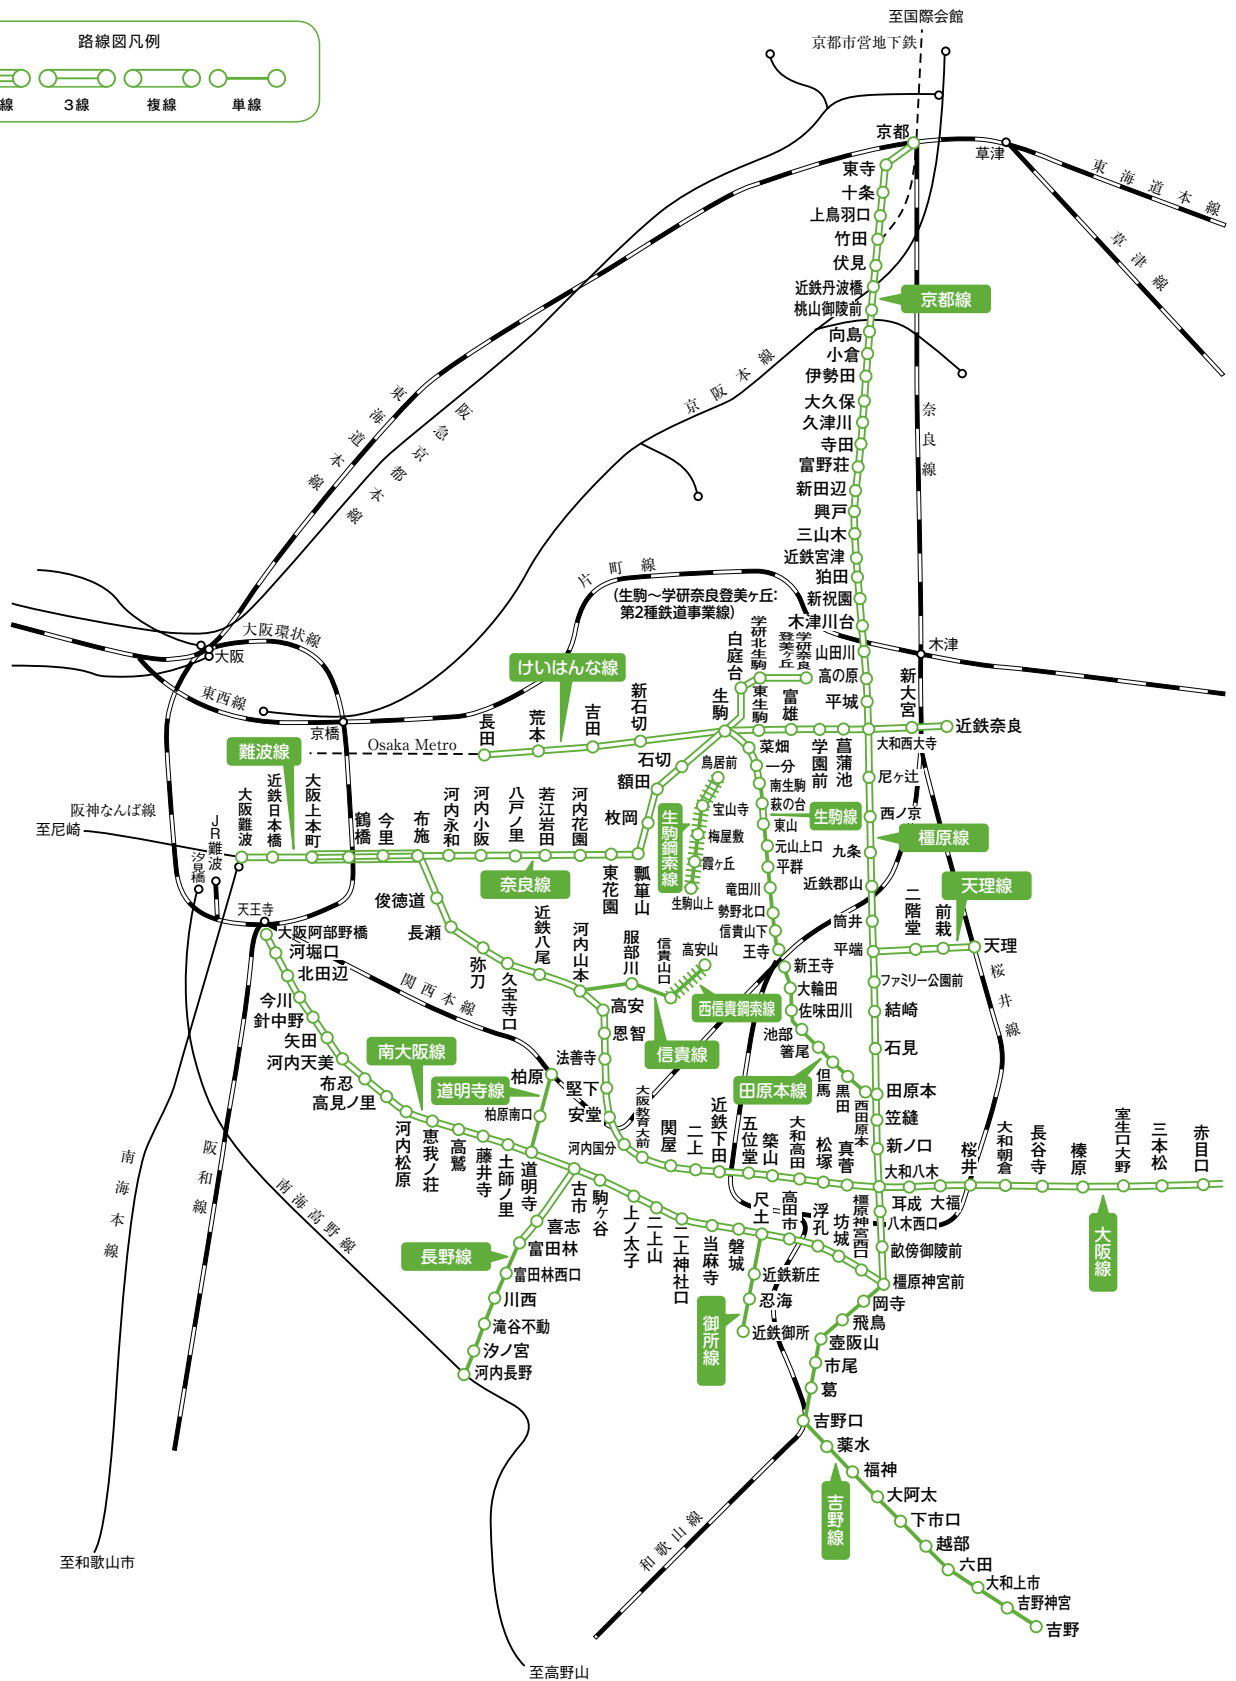 至国際会館
京都市営地下鉄
路線図凡例
線
3線
複線
単線
京都
東寺
十条
上鳥羽口
竹田
伏見
近鉄丹波橋
桃山御陵前
向島
小倉
伊勢田
大久保
久津川
寺田
富野荘
新田辺
興戸
三山木
近鉄宮津
狛田
新祝園
木津川台
山田川
高の原
平城
京都線
草津
東海道本線
草津線
奈良線
京阪本線
東海道本線
阪急京都本線
片町線
(生駒〜学研奈良登美ヶ丘:
第2種鉄道事業線)
木津
大阪環状線
大阪
東西線
京橋
けいはんな線
Osaka Metro
長田
荒本
吉田
新石切
生駒
白庭台
学研北生駒
学研奈良登美ヶ丘
東生駒
富雄
学園前
菖蒲池
大和西大寺
新大宮
近鉄奈良
難波線
阪神なんば線
至尼崎
JR難波
汐見橋
大阪難波
近鉄日本橋
大阪上本町
鶴橋
今里
布施
河内永和
河内小阪
八戸ノ里
若江岩田
河内花園
東花園
瓢箪山
枚岡
額田
石切
奈良線
生駒鋼索線
鳥居前
宝山寺
梅屋敷
霞ヶ丘
生駒山上
菜畑
一分
南生駒
萩の台
東山
元山上口
平群
竜田川
勢野北口
信貴山下
王寺
生駒線
尼ヶ辻
西ノ京
九条
近鉄郡山
筒井
平端
ファミリー公園前
結崎
石見
田原本
笠縫
新ノ口
大和八木
八木西口
畝傍御陵前
橿原神宮前
橿原線
天理線
二階堂
前栽
天理
桜井線
天王寺
大阪阿部野橋
河堀口
北田辺
今川
針中野
矢田
河内天美
布忍
高見ノ里
河内松原
恵我ノ荘
高鷲
藤井寺
土師ノ里
道明寺
古市
駒ヶ谷
上ノ太子
二上山
二上神社口
当麻寺
磐城
尺土
高田市
浮孔
坊城
橿原神宮西口
南大阪線
関西本線
俊徳道
長瀬
弥刀
久宝寺口
近鉄八尾
河内山本
高安
恩智
法善寺
堅下
安堂
河内国分
大阪教育大前
関屋
二上
近鉄下田
五位堂
築山
大和高田
松塚
真菅
耳成
大福
桜井
大和朝倉
長谷寺
榛原
室生口大野
三本松
赤目口
大阪線
服部川
信貴山口
高安山
西信貴鋼索線
信貴線
新王寺
大輪田
佐味田川
池部
箸尾
但馬
黒田
西田原本
田原本線
道明寺線
柏原
柏原南口
長野線
喜志
富田林
富田林西口
川西
滝谷不動
汐ノ宮
河内長野
御所線
近鉄新庄
忍海
近鉄御所
岡寺
飛鳥
壺阪山
市尾
葛
吉野口
薬水
福神
大阿太
下市口
越部
六田
大和上市
吉野神宮
吉野
吉野線
和歌山線
南海本線
阪和線
南海高野線
至和歌山市
至高野山